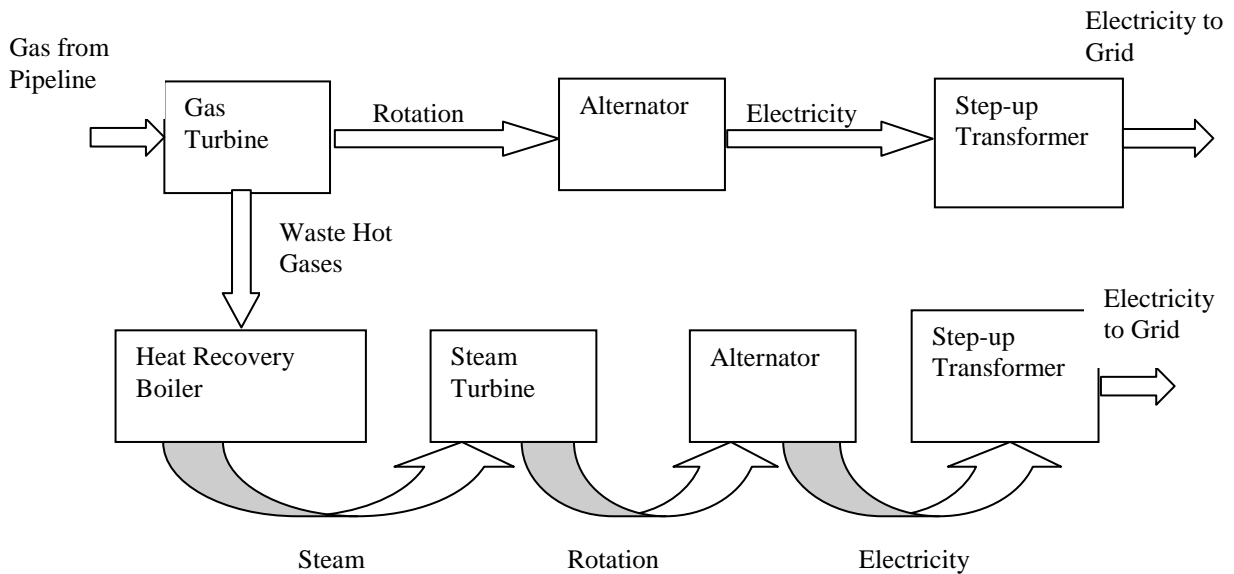 Gas from
Pipeline
Gas
Turbine
Rotation
Alternator
Electricity
Step-up
Transformer
Electricity to
Grid
Waste Hot
Gases
Heat Recovery
Boiler
Steam
Turbine
Alternator
Step-up
Transformer
Electricity
to Grid
Steam
Rotation
Electricity